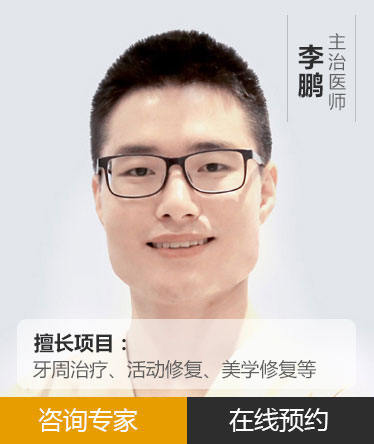 主治医师
李鹏
擅长项目：
牙周治疗、活动修复、美学修复等
咨询专家
在线预约